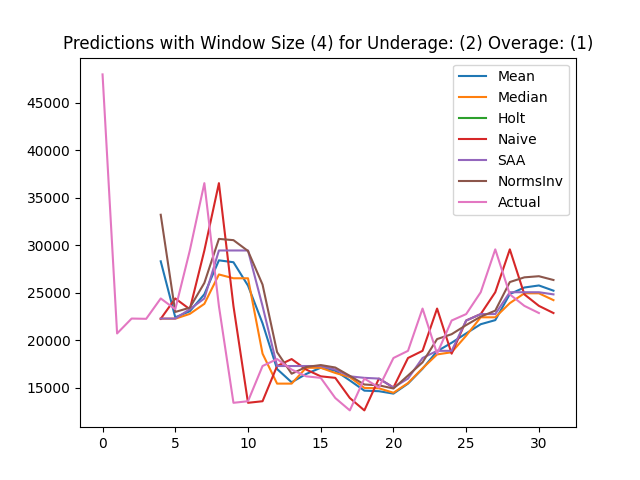 Predictions with Window Size (4) for Underage: (2) Overage: (1)
Mean
Median
Holt
Naive
SAA
NormsInv
Actual
45000
40000
35000
30000
25000
20000
15000
0 5 10 15 20 25 30